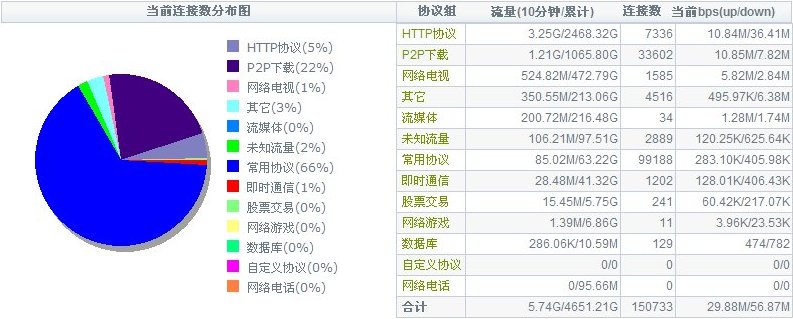 当前连接数分布图
HTTP协议(5%)
P2P下载(22%)
网络电视(1%)
其它(3%)
流媒体(0%)
未知流量(2%)
常用协议(66%)
即时通信(1%)
股票交易(0%)
网络游戏(0%)
数据库(0%)
自定义协议(0%)
网络电话(0%)
协议组 流量(10分钟/累计) 连接数 当前bps(up/down)
HTTP协议 3.25G/2468.32G 7336 10.84M/36.41M
P2P下载 1.21G/1065.80G 33602 10.85M/7.82M
网络电视 524.82M/472.79G 1585 5.82M/2.84M
其它 350.55M/213.06G 4516 495.97K/6.38M
流媒体 200.72M/216.48G 34 1.28M/1.74M
未知流量 106.21M/97.51G 2889 120.25K/625.64K
常用协议 85.02M/63.22G 99188 283.10K/405.98K
即时通信 28.48M/41.32G 1202 128.01K/406.43K
股票交易 15.45M/5.75G 241 60.42K/217.07K
网络游戏 1.39M/6.86G 11 3.96K/23.53K
数据库 286.06K/10.59M 129 474/782
自定义协议 0/0 0 0/0
网络电话 0/95.66M 0 0/0
合计 5.74G/4651.21G 150733 29.88M/56.87M